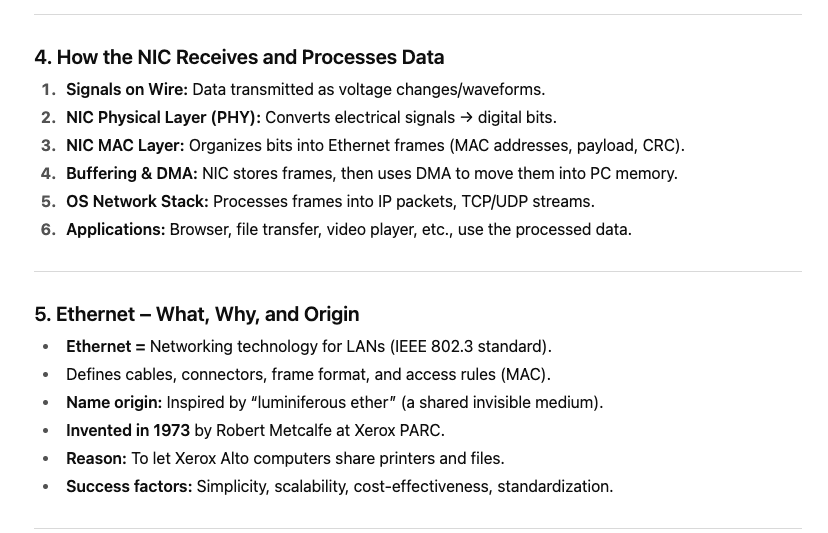 4. How the NIC Receives and Processes Data
1. Signals on Wire: Data transmitted as voltage changes/waveforms.
2. NIC Physical Layer (PHY): Converts electrical signals → digital bits.
3. NIC MAC Layer: Organizes bits into Ethernet frames (MAC addresses, payload, CRC).
4. Buffering & DMA: NIC stores frames, then uses DMA to move them into PC memory.
5. OS Network Stack: Processes frames into IP packets, TCP/UDP streams.
6. Applications: Browser, file transfer, video player, etc., use the processed data.
5. Ethernet – What, Why, and Origin
• Ethernet = Networking technology for LANs (IEEE 802.3 standard).
• Defines cables, connectors, frame format, and access rules (MAC).
• Name origin: Inspired by “luminiferous ether” (a shared invisible medium).
• Invented in 1973 by Robert Metcalfe at Xerox PARC.
• Reason: To let Xerox Alto computers share printers and files.
• Success factors: Simplicity, scalability, cost-effectiveness, standardization.